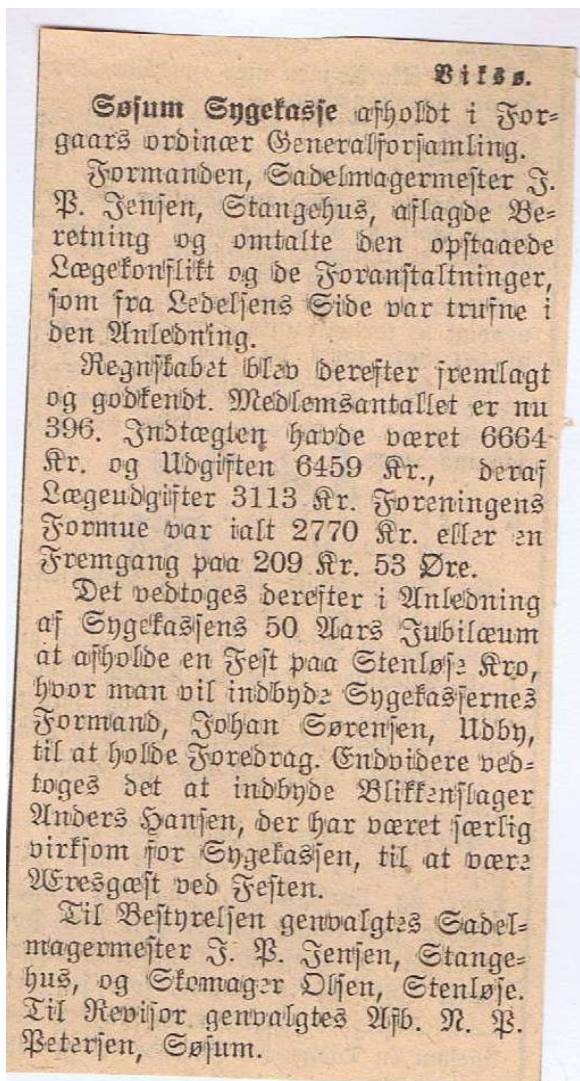 Viksø.
Søsum Sygekasse afholdt i For-
gaars ordinær Generalforsamling.
Formanden, Sadelmagermester J.
P. Jensen, Stangehus, aflagde Be-
retning og omtalte den opstaaede
Lægekonflikt og de Foranstaltninger,
som fra Ledelsens Side var trufne i
den Anledning.
Regnskabet blev derefter fremlagt
og godkendt. Medlemsantallet er nu
396. Indtægten havde været 6664
Kr. og Udgiften 6459 Kr., deraf
Lægeudgifter 3113 Kr. Foreningens
Formue var ialt 2770 Kr. eller en
Fremgang paa 209 Kr. 53 Øre.
Det vedtoges derefter i Anledning
af Sygekassens 50 Aars Jubilæum
at afholde en Fest paa Stenløse Kro,
hvor man vil indbyde Sygekassernes
Formand, Johan Sørensen, Udby,
til at holde Foredrag. Endvidere ved-
toges det at indbyde Blikkenslager
Anders Hansen, der har været særlig
virksom for Sygekassen, til at være
Æresgæst ved Festen.
Til Bestyrelsen genvalgtes Sadel-
magermester J. P. Jensen, Stange-
hus, og Skomager Olsen, Stenløse.
Til Revisor genvalgtes Afb. N. P.
Petersen, Søsum.